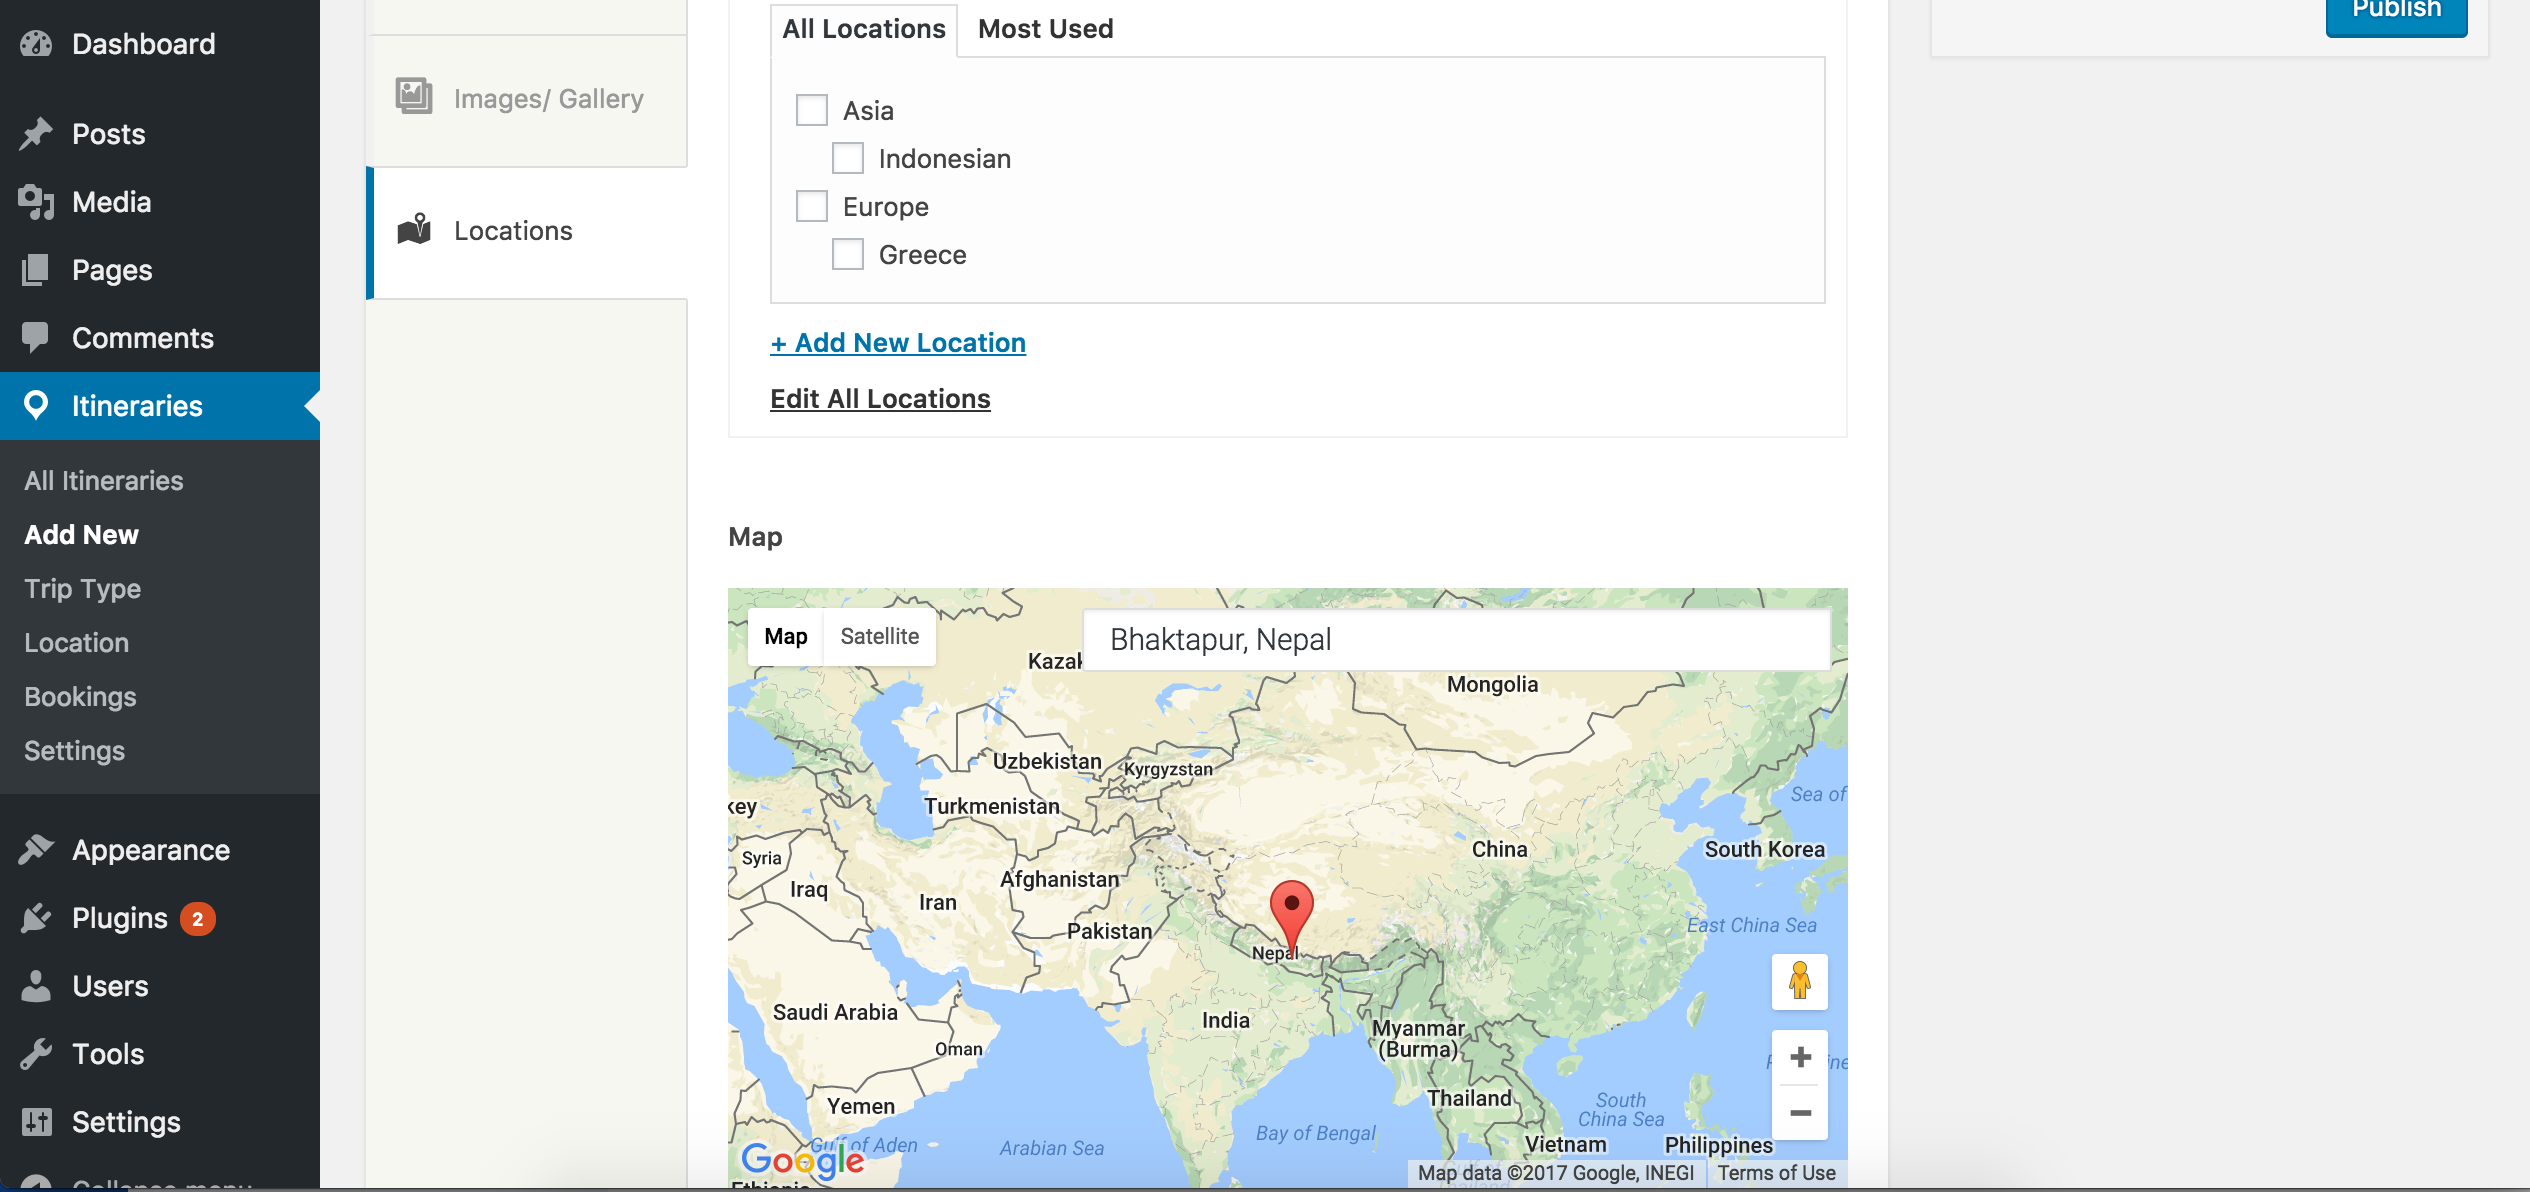 Dashboard
Posts
Media
Pages
Comments
Itineraries
All Itineraries
Add New
Trip Type
Location
Bookings
Settings
Appearance
Plugins 2
Users
Tools
Settings
Collapse menu
Images/ Gallery
Locations
All Locations
Most Used
Asia
Indonesian
Europe
Greece
+ Add New Location
Edit All Locations
Publish
Map
Map
Satellite
Bhaktapur, Nepal
Mongolia
Uzbekistan
Kyrgyzstan
Turkmenistan
Sea of
Syria
China
South Korea
Iraq
Afghanistan
Iran
East China Sea
Pakistan
Nepal
Saudi Arabia
India
Myanmar
(Burma)
Oman
Thailand
South
China Sea
Yemen
Bay of Bengal
Gulf of Aden
Arabian Sea
Vietnam
Philippines
Google
Map data ©2017 Google, INEGI
Terms of Use